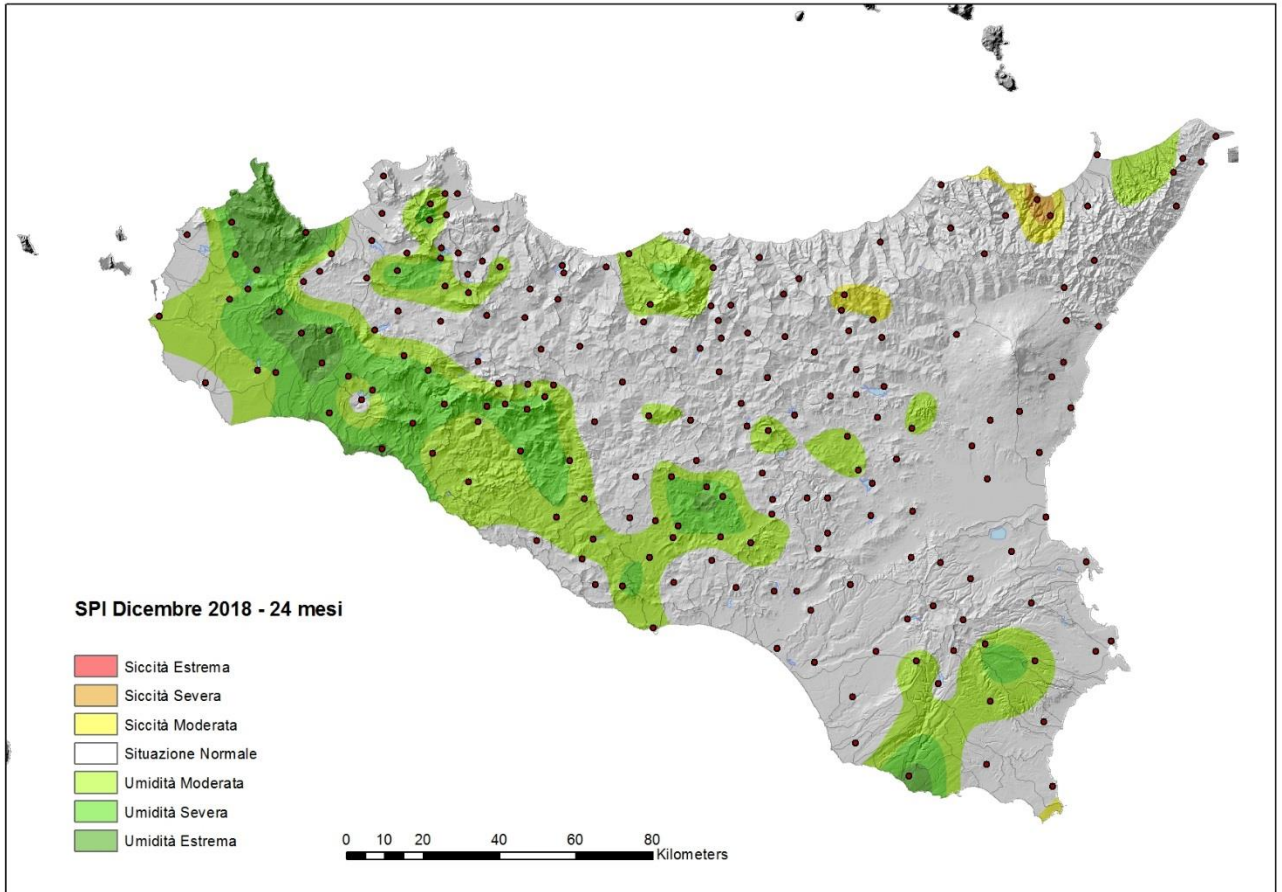 SPI Dicembre 2018 - 24 mesi
Siccità Estrema
Siccità Severa
Siccità Moderata
Situazione Normale
Umidità Moderata
Umidità Severa
Umidità Estrema
0 10 20 40 60 80
Kilometers